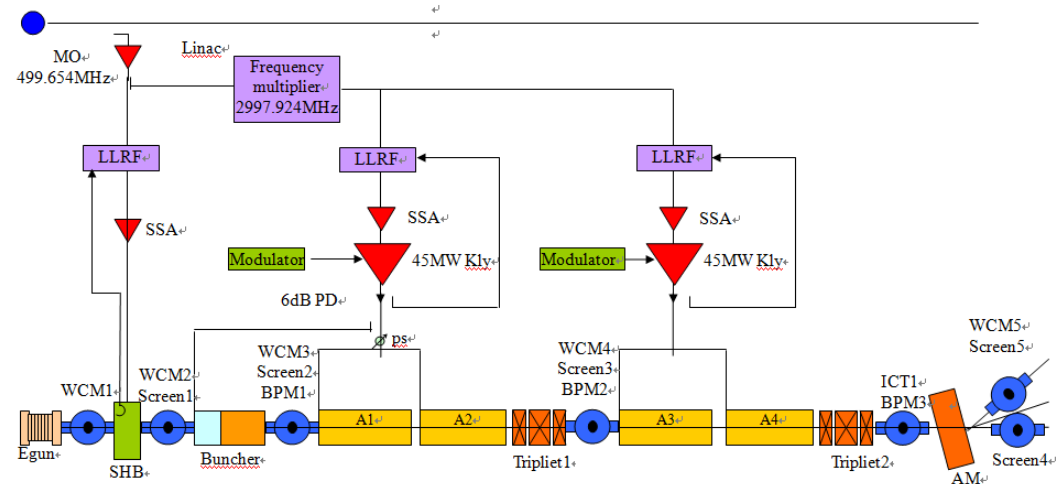 MO
499.654MHz
Linac
Frequency
multiplier
2997.924MHz
LLRF
LLRF
LLRF
SSA
SSA
SSA
Modulator
45MW Kly
Modulator
45MW Kly
6dB PD
ps
WCM1
WCM2
Screen1
WCM3
Screen2
BPM1
WCM4
Screen3
BPM2
ICT1
BPM3
WCM5
Screen5
A1
A2
A3
A4
Egun
SHB
Buncher
Tripliet1
Tripliet2
AM
Screen4